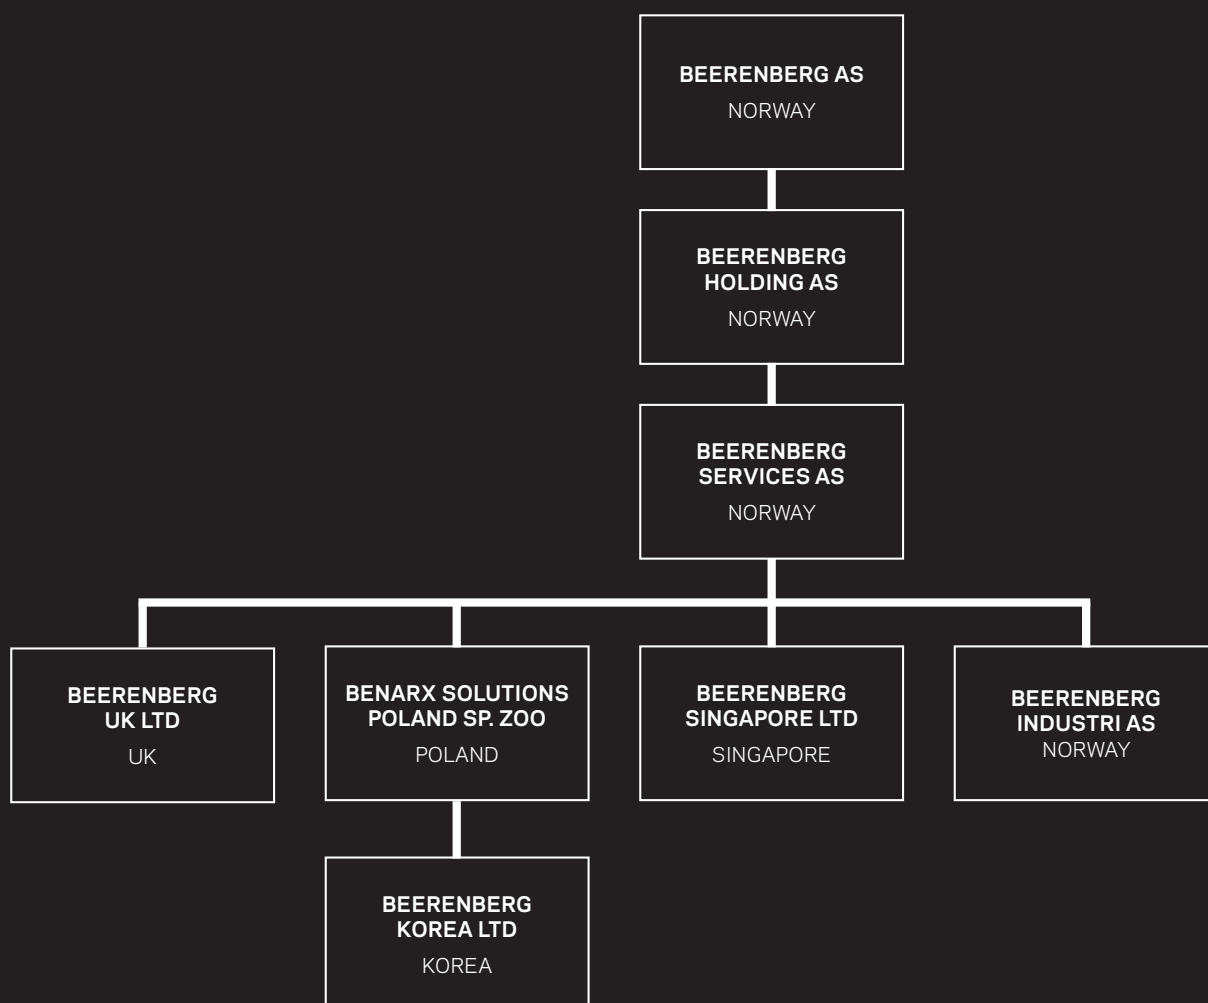 BEERENBERG AS
NORWAY
BEERENBERG
HOLDING AS
NORWAY
BEERENBERG
SERVICES AS
NORWAY
BEERENBERG
UK LTD
UK
BENARX SOLUTIONS
POLAND SP. ZOO
POLAND
BEERENBERG
SINGAPORE LTD
SINGAPORE
BEERENBERG
INDUSTRI AS
NORWAY
BEERENBERG
KOREA LTD
KOREA